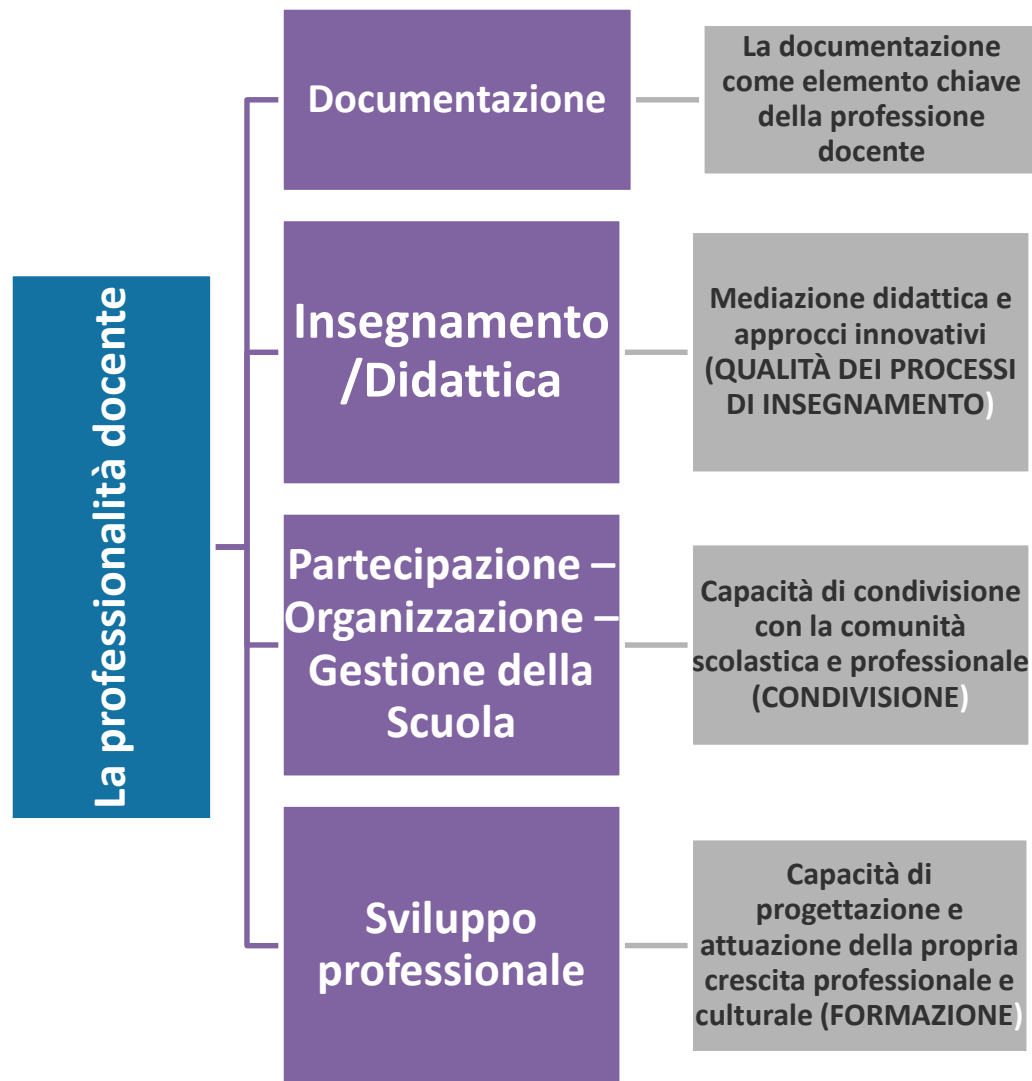 La professionalità docente
Documentazione
La documentazione
come elemento chiave
della professione
docente
Insegnamento
/Didattica
Mediazione didattica e
approcci innovativi
(QUALITÀ DEI PROCESSI
DI INSEGNAMENTO)
Partecipazione –
Organizzazione –
Gestione della
Scuola
Capacità di condivisione
con la comunità
scolastica e professionale
(CONDIVISIONE)
Sviluppo
professionale
Capacità di
progettazione e
attuazione della propria
crescita professionale e
culturale (FORMAZIONE)